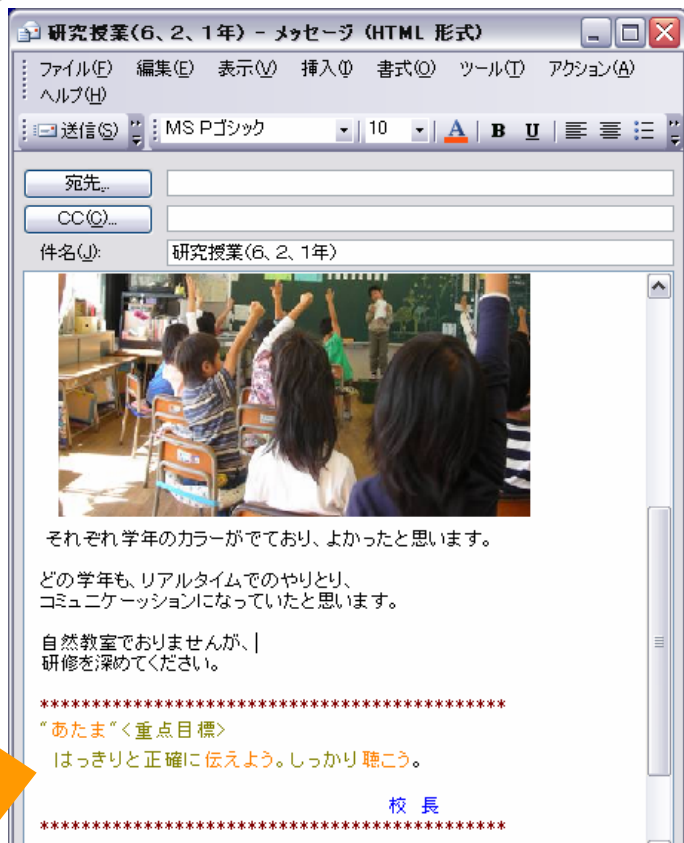 研究授業(6、2、1年) - メッセージ (HTML 形式)
ファイル(F) 編集(E) 表示(V) 挿入(I) 書式(O) ツール(T) アクション(A)
ヘルプ(H)
送信(S) MS Pゴシック 10 A B U
宛先...
CC(C)...
件名(J): 研究授業(6、2、1年)
それぞれ学年のカラーがでており、よかったと思います。
どの学年も、リアルタイムでのやりとり、
コミュニケーッションになっていたと思います。
自然教室でおりませんが、
研修を深めてください。
*********************************************
“あたま“<重点目標>
はっきりと正確に伝えよう。しっかり聴こう。
校 長
*********************************************